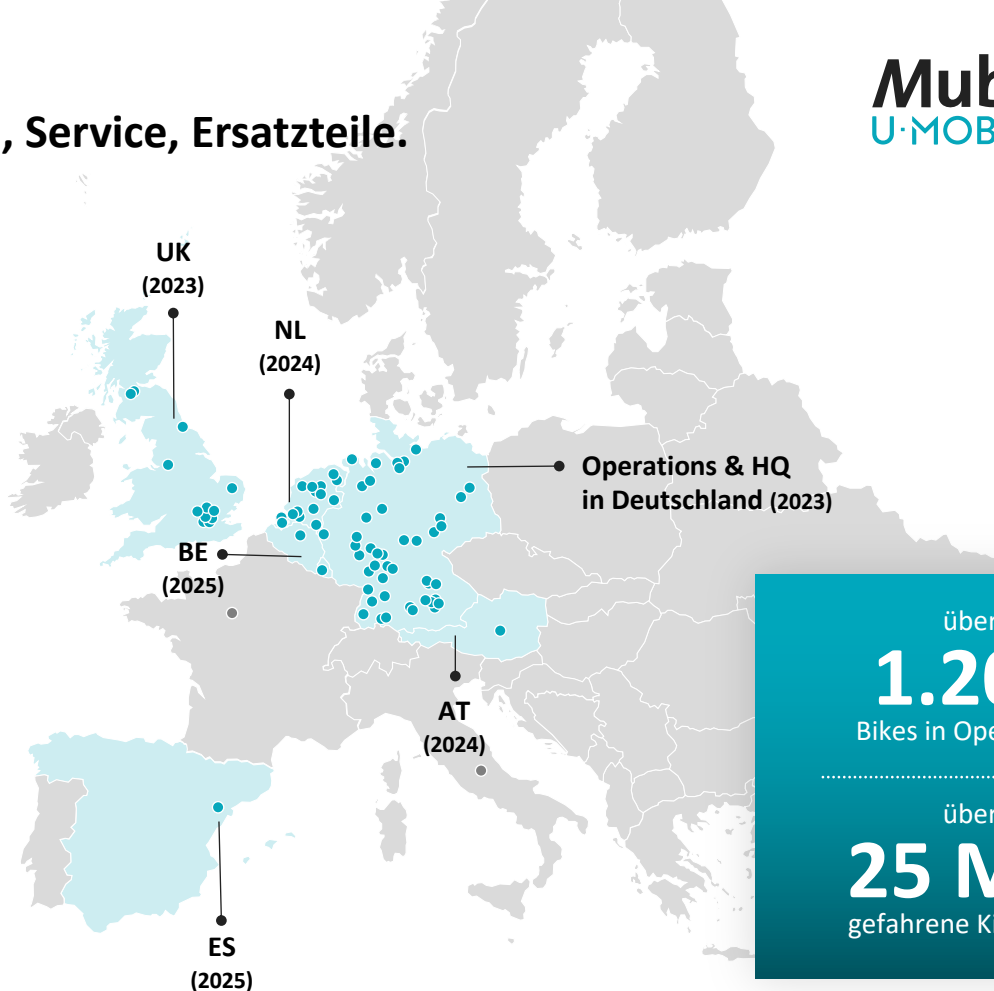 , Service, Ersatzteile.
Mub
U·MOB
UK
(2023)
NL
(2024)
Operations & HQ
in Deutschland (2023)
BE
(2025)
AT
(2024)
ES
(2025)
über
1.20
Bikes in Ope
über
25 M
gefahrene Ki